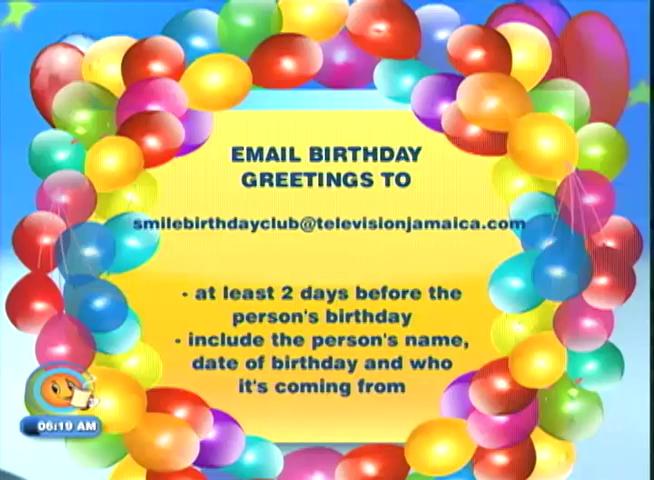 EMAIL BIRTHDAY
GREETINGS TO
smilebirthdayclub@televisionjamaica.com
- at least 2 days before the
person's birthday
- include the person's name,
date of birthday and who
it's coming from
06:19 AM